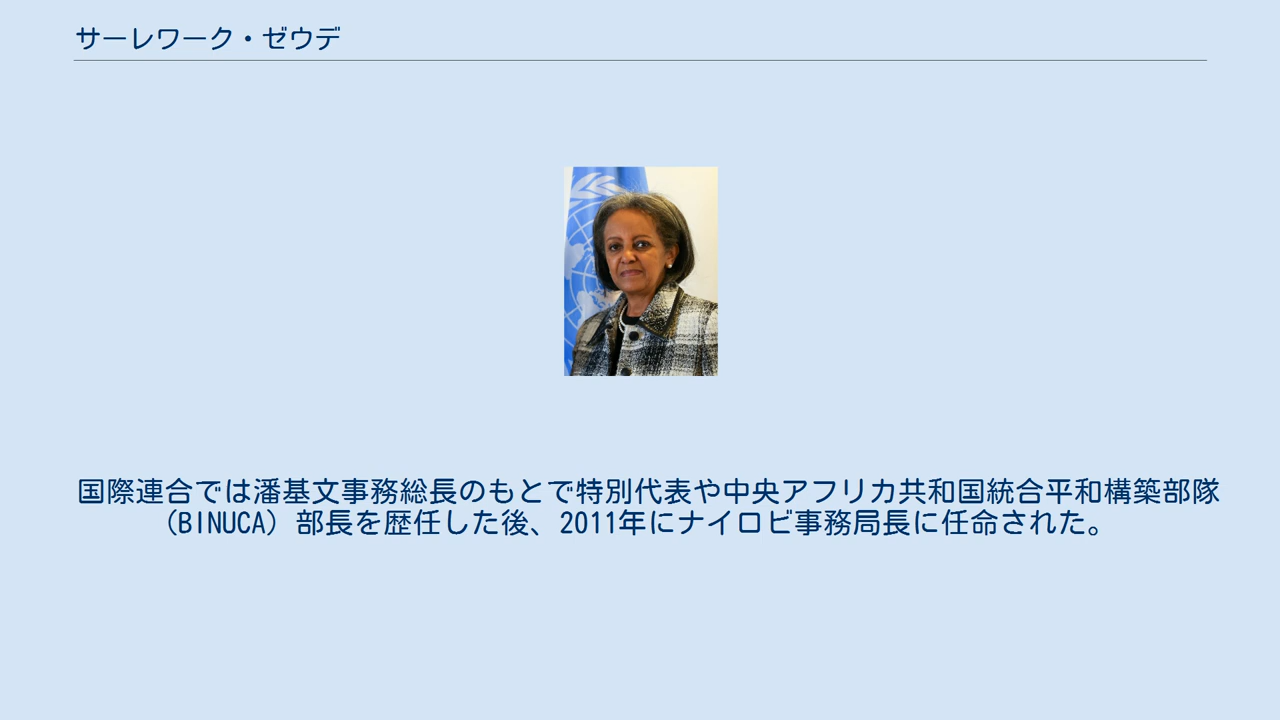 サーレワーク・ゼウデ
国際連合では潘基文事務総長のもとで特別代表や中央アフリカ共和国統合平和構築部隊
（BINUCA）部長を歴任した後、2011年にナイロビ事務局長に任命された。